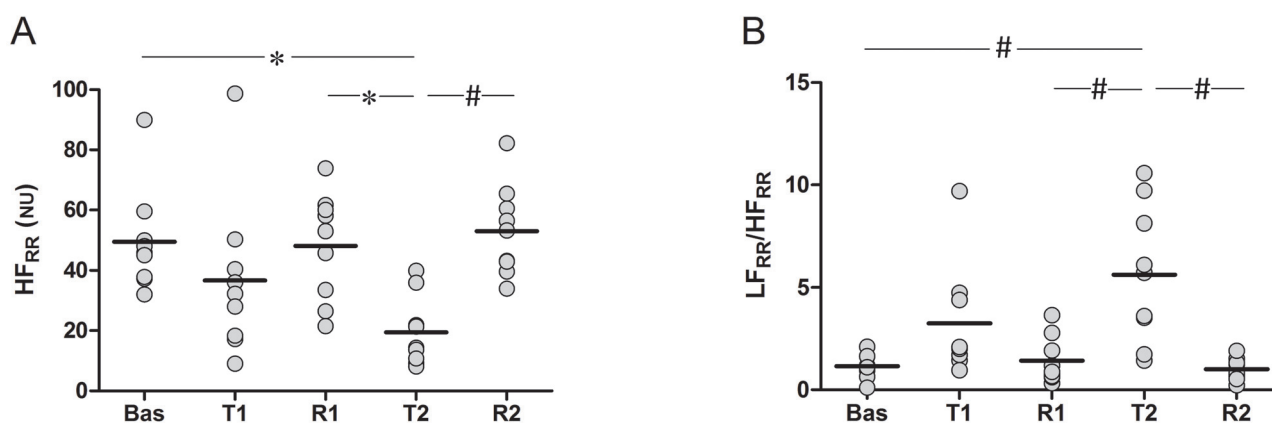 A
*
* #
100
80
60
40
20
0
HFRR (NU)
Bas T1 R1 T2 R2
B
#
# #
15
10
5
0
LFRR/HFRR
Bas T1 R1 T2 R2